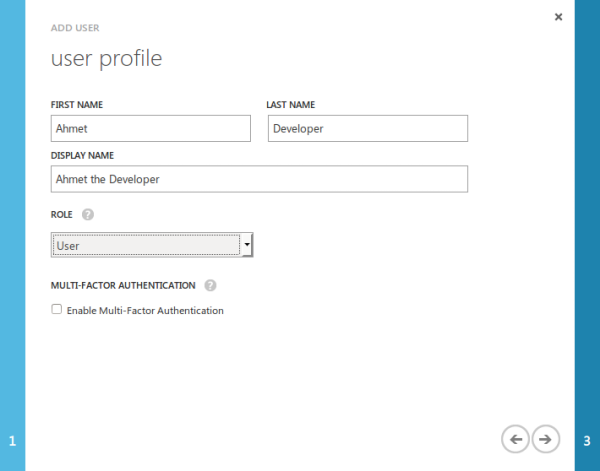 ADD USER
user profile
FIRST NAME LAST NAME
Ahmet Developer
DISPLAY NAME
Ahmet the Developer
ROLE ?
User
MULTI-FACTOR AUTHENTICATION ?
Enable Multi-Factor Authentication
1 3